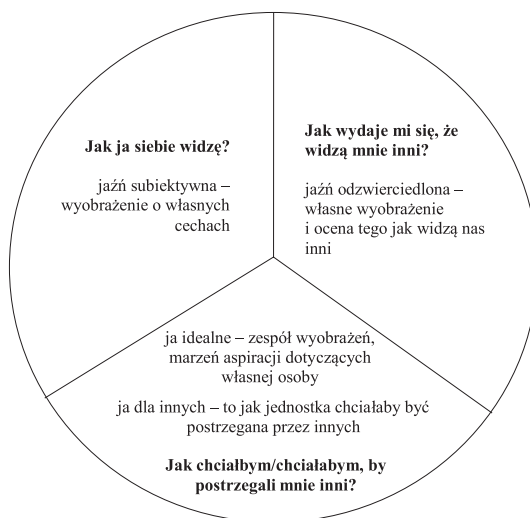 Jak ja siebie widzę?
jaźń subiektywna –
wyobrażenie o własnych
cechach
Jak wydaje mi się, że
widzą mnie inni?
jaźń odzwierciedlona –
własne wyobrażenie
i ocena tego jak widzą nas
inni
ja idealne – zespół wyobrażeń,
marzeń aspiracji dotyczących
własnej osoby
ja dla innych – to jak jednostka chciałaby być
postrzegana przez innych
Jak chciałbym/chciałabym, by
postrzegali mnie inni?